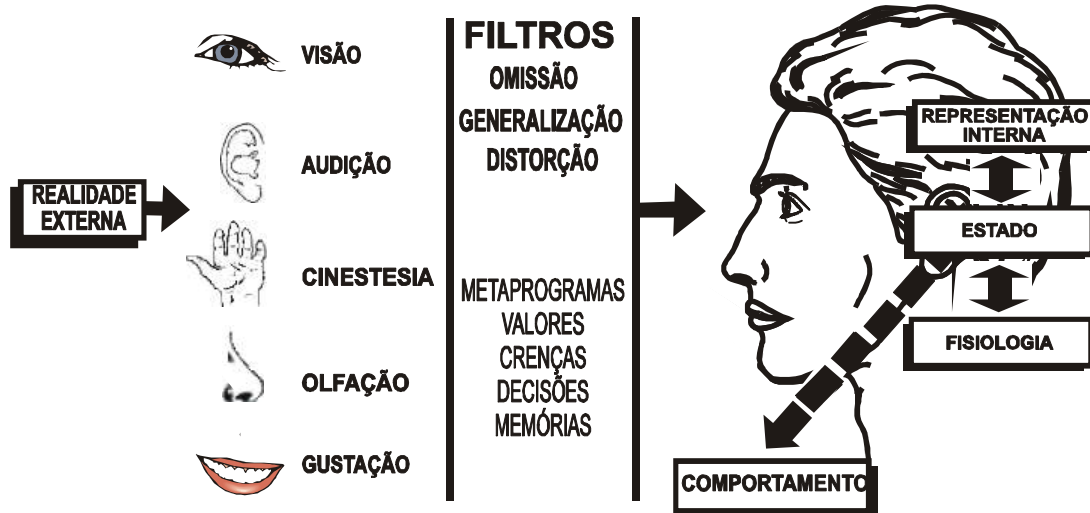 REALIDADE
EXTERNA
VISÃO
AUDIÇÃO
CINESTESIA
OLFAÇÃO
GUSTAÇÃO
FILTROS
OMISSÃO
GENERALIZAÇÃO
DISTORÇÃO
METAPROGRAMAS
VALORES
CRENÇAS
DECISÕES
MEMÓRIAS
REPRESENTAÇÃO
INTERNA
ESTADO
FISIOLOGIA
COMPORTAMENTO